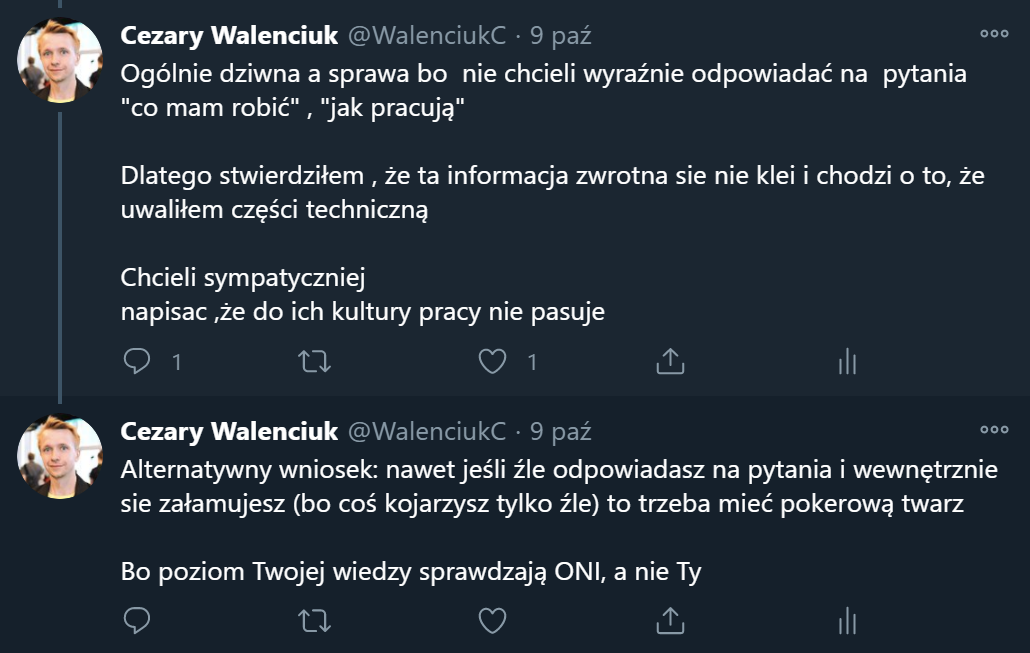 Cezary Walenciuk @WalenciukC · 9 paź
Ogólnie dziwna a sprawa bo  nie chcieli wyraźnie odpowiadać na  pytania
"co mam robić" , "jak pracują"
Dlatego stwierdziłem , że ta informacja zwrotna sie nie klei i chodzi o to, że
uwaliłem części techniczną
Chcieli sympatyczniej
napisac ,że do ich kultury pracy nie pasuje
1 1
Cezary Walenciuk @WalenciukC · 9 paź
Alternatywny wniosek: nawet jeśli źle odpowiadasz na pytania i wewnętrznie
sie załamujesz (bo coś kojarzysz tylko źle) to trzeba mieć pokerową twarz
Bo poziom Twojej wiedzy sprawdzają ONI, a nie Ty